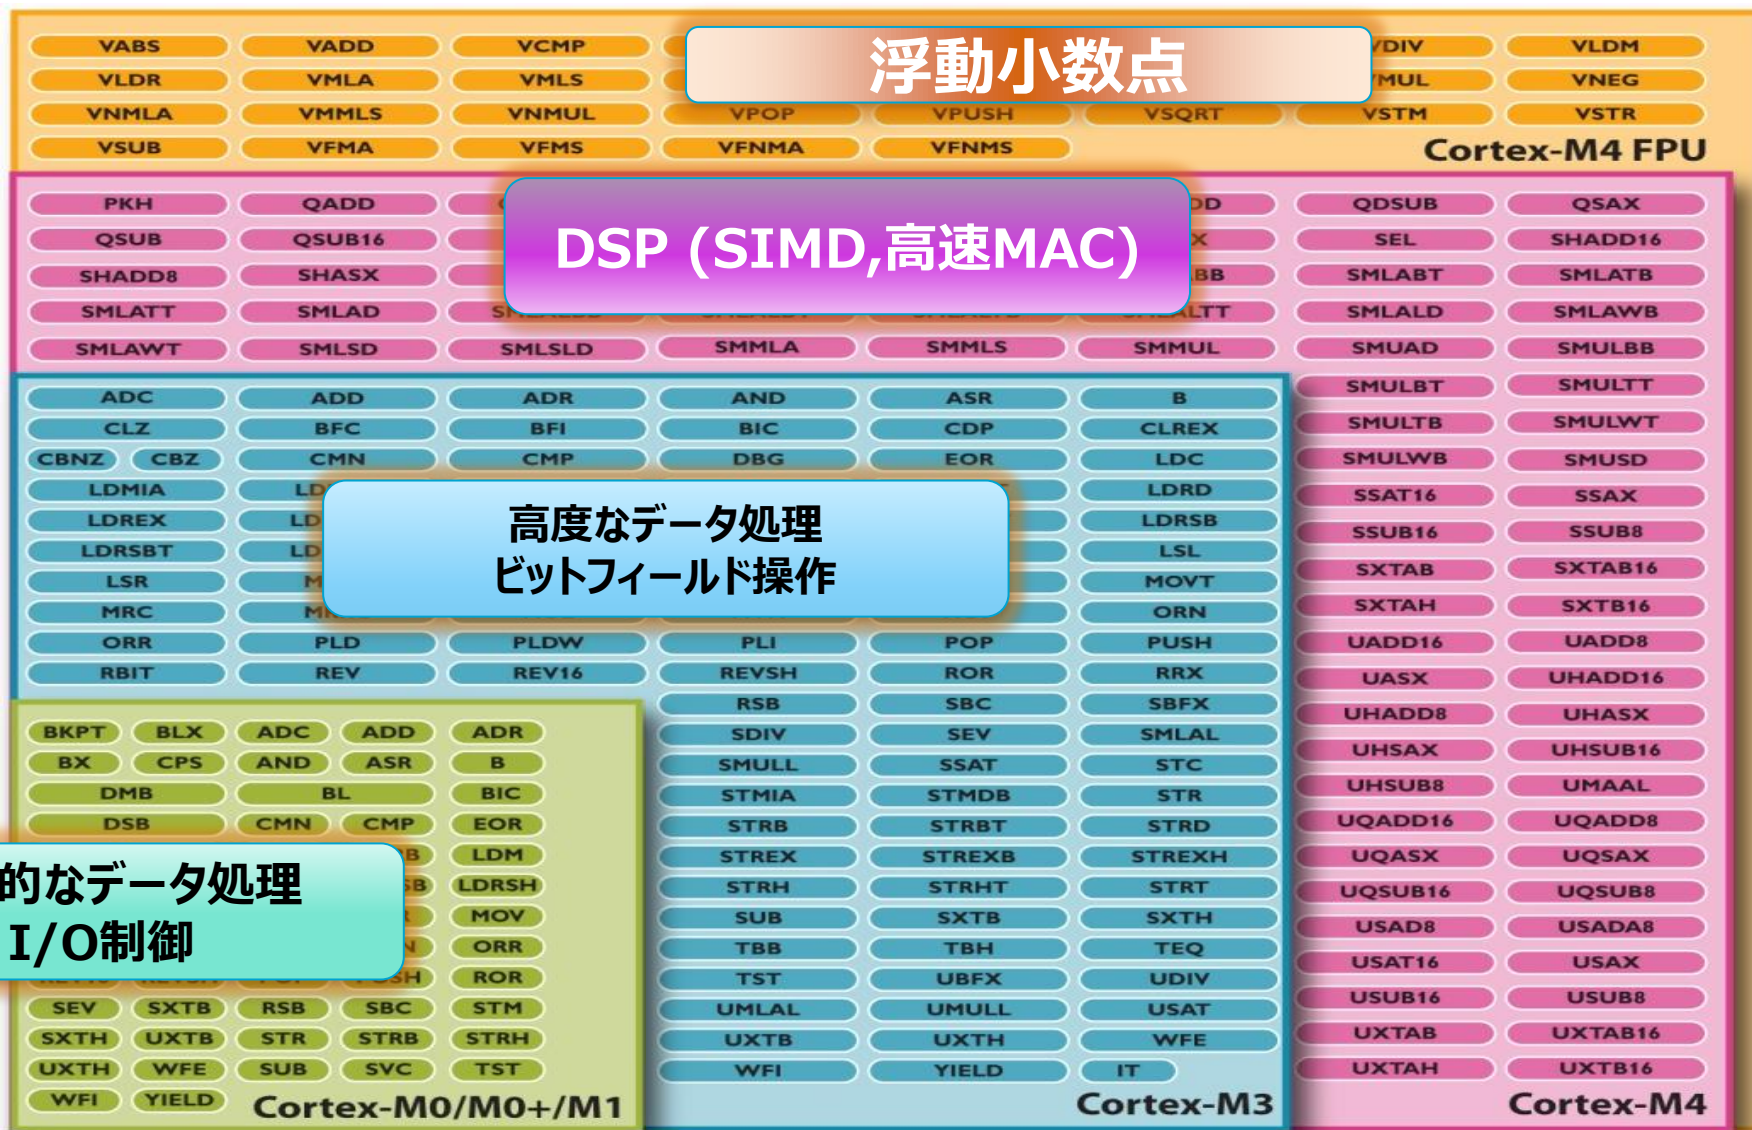 VABS VADD VCMP VDIV VLDM
浮動小数点
VLDR VMLA VMLS VMUL VNEG
VNMLA VMMLS VNMUL VPOP VPUSH VSQRT VSTM VSTR
VSUB VFMA VFMS VFNMA VFNMS
Cortex-M4 FPU
PKH QADD QDSUB QSAX
QSUB QSUB16 SEL SHADD16
DSP (SIMD,高速MAC)
SHADD8 SHASX SMLABT SMLATB
SMLATT SMLAD SMLALD SMLAWB
SMLAWT SMLSD SMLSLD SMMLA SMMLS SMMUL SMUAD SMULBB
ADC ADD ADR AND ASR B SMULBT SMULTT
CLZ BFC BFI BIC CDP CLREX SMULTB SMULWT
CBNZ CBZ CMN CMP DBG EOR LDC SMULWB SMUSD
LDMIA LDRD SSAT16 SSAX
LDREX LDRSB SSUB16 SSUB8
高度なデータ処理
ビットフィールド操作
LDRSBT LSL
LSR MOVT SXTAB SXTAB16
MRC ORN SXTAH SXTB16
ORR PLD PLDW PLI POP PUSH UADD16 UADD8
RBIT REV REV16 REVSH ROR RRX UASX UHADD16
RSB SBC SBFX UHADD8 UHASX
BKPT BLX ADC ADD ADR SDIV SEV SMLAL
BX CPS AND ASR B SMULL SSAT STC UHSAX UHSUB16
DMB BL BIC STMIA STMDB STR UHSUB8 UMAAL
DSB CMN CMP EOR STRB STRBT STRD UQADD16 UQADD8
LDM STREX STREXB STREXH UQASX UQSAX
的なデータ処理
I/O制御
LDRSH STRH STRHT STRT UQSUB16 UQSUB8
MOV SUB SXTB SXTH USAD8 USADA8
ORR TBB TBH TEQ USAT16 USAX
ROR TST UBFX UDIV
SEV SXTB RSB SBC STM UMLAL UMULL USAT USUB16 USUB8
SXTH UXTB STR STRB STRH UXTB UXTH WFE UXTAB UXTAB16
UXTH WFE SUB SVC TST WFI YIELD IT UXTAH UXTB16
WFI YIELD
Cortex-M0/M0+/M1
Cortex-M3
Cortex-M4